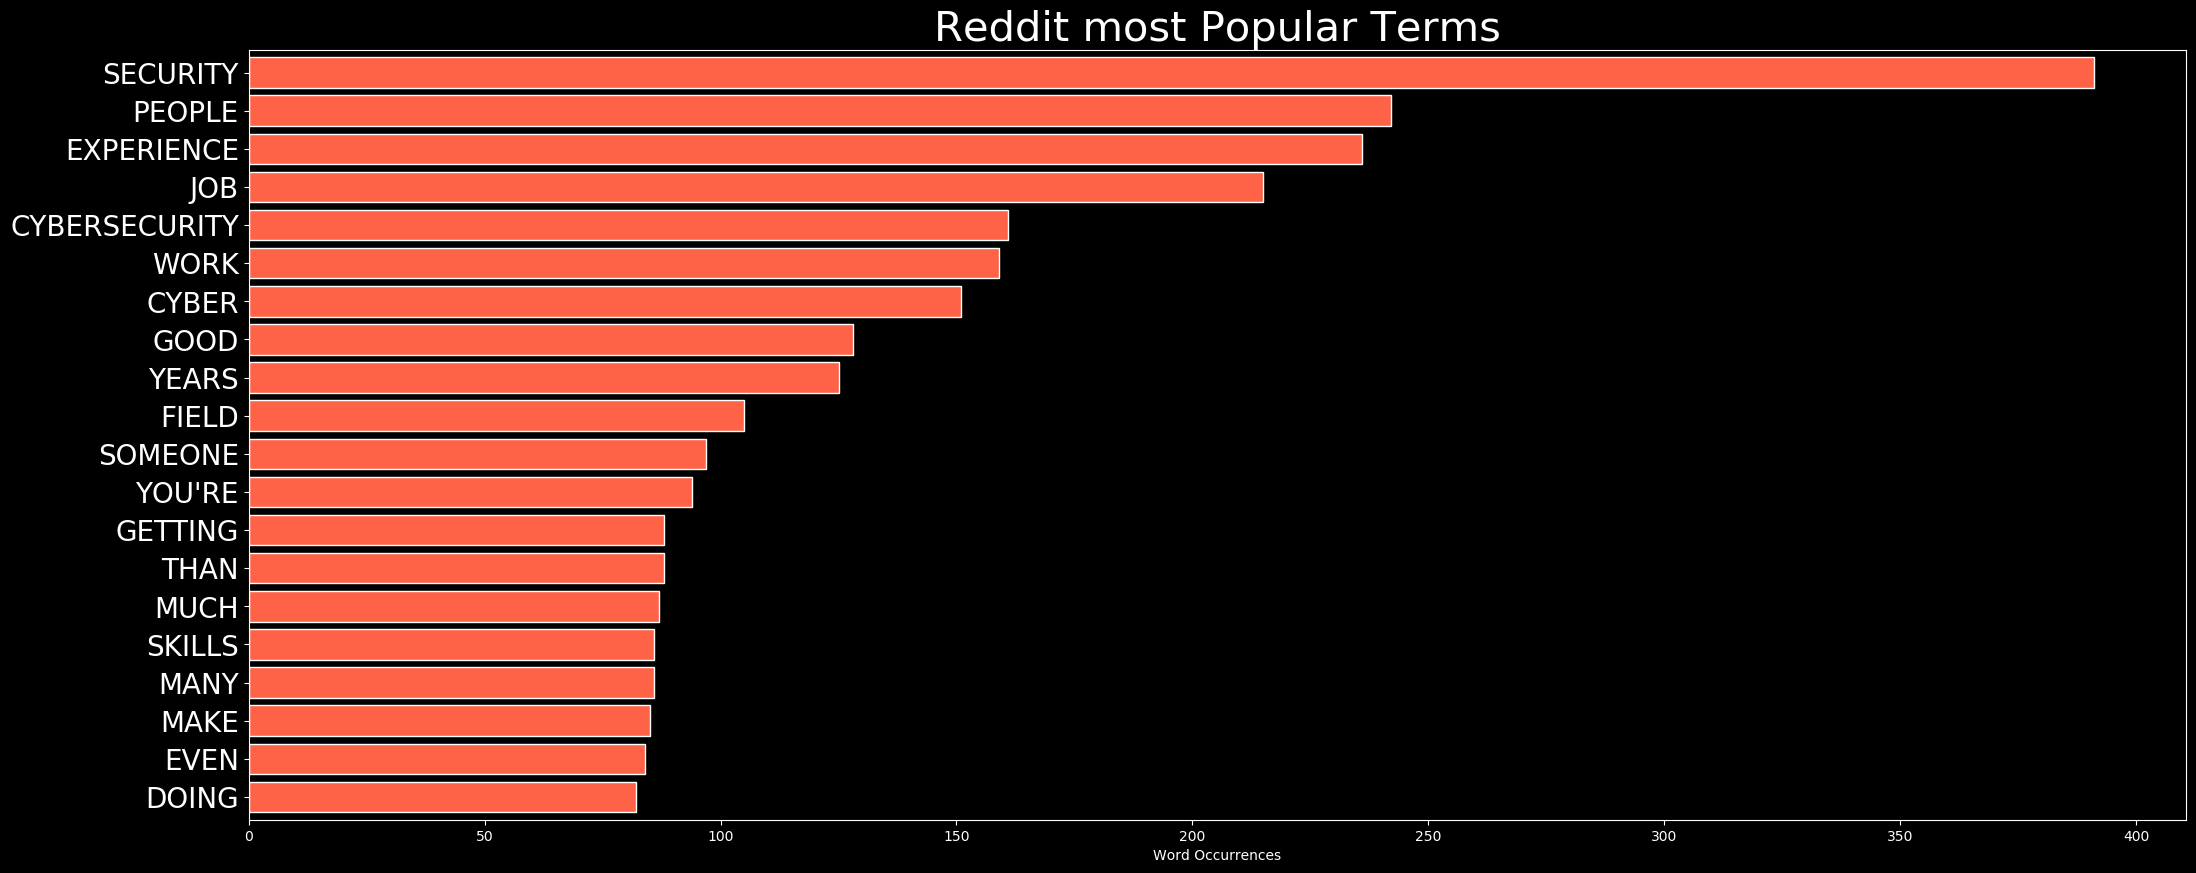 Reddit most Popular Terms
SECURITY
PEOPLE
EXPERIENCE
JOB
CYBERSECURITY
WORK
CYBER
GOOD
YEARS
FIELD
SOMEONE
YOU'RE
GETTING
THAN
MUCH
SKILLS
MANY
MAKE
EVEN
DOING
0 50 100 150 200 250 300 350 400
Word Occurrences